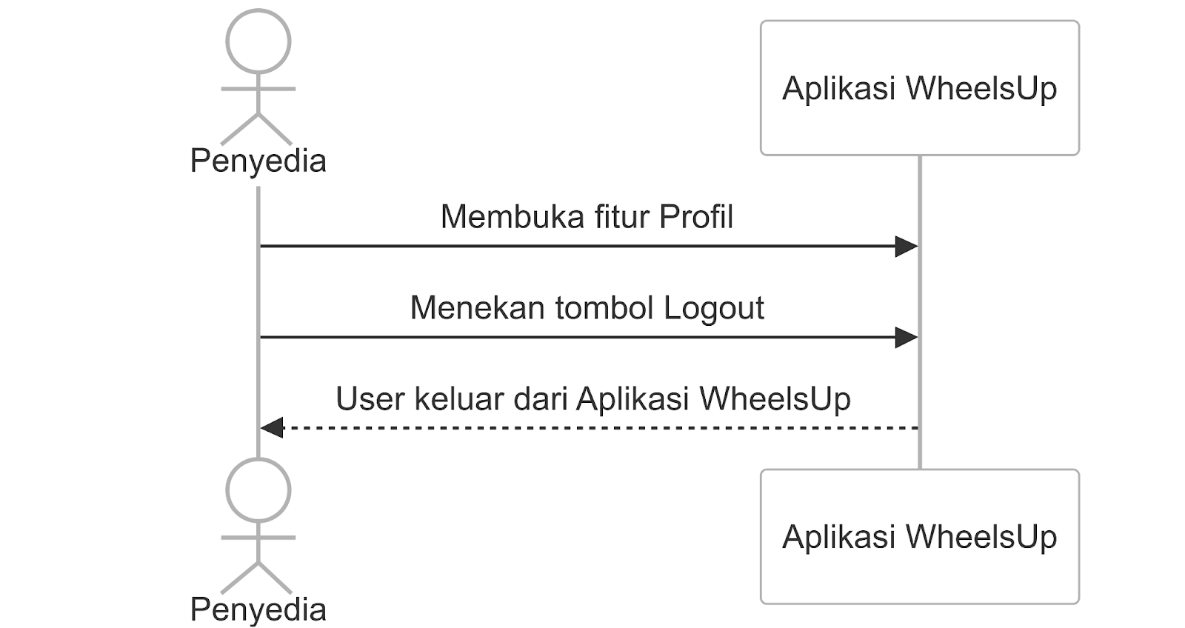 Penyedia
Aplikasi WheelsUp
Membuka fitur Profil
Menekan tombol Logout
User keluar dari Aplikasi WheelsUp
Penyedia
Aplikasi WheelsUp